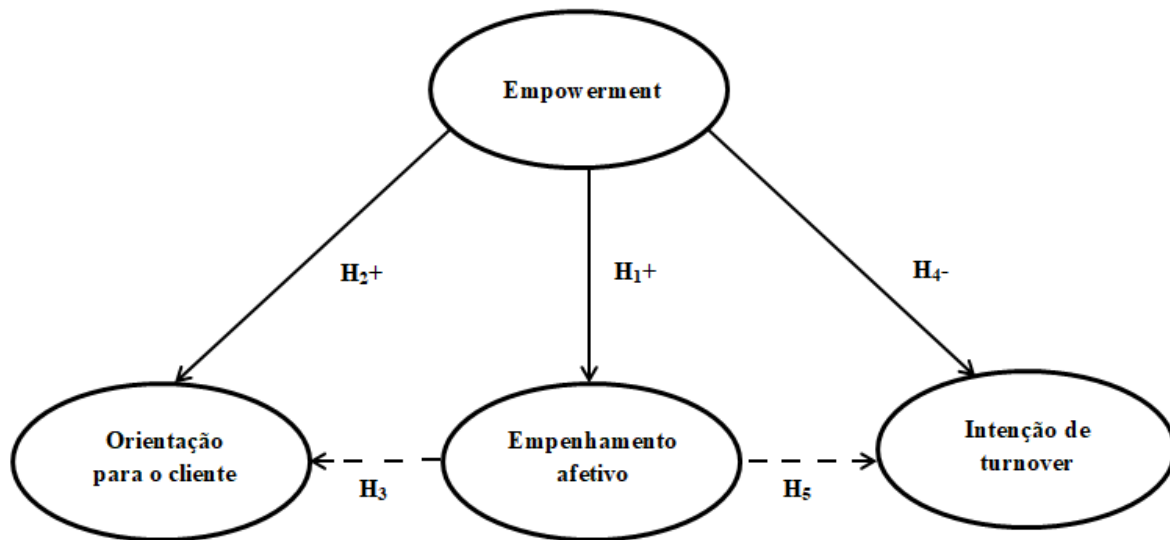 Empowerment
H₂+
H₁+
H₄-
Orientação
para o cliente
H₃
Empenhamento
afetivo
H₅
Intenção de
turnover